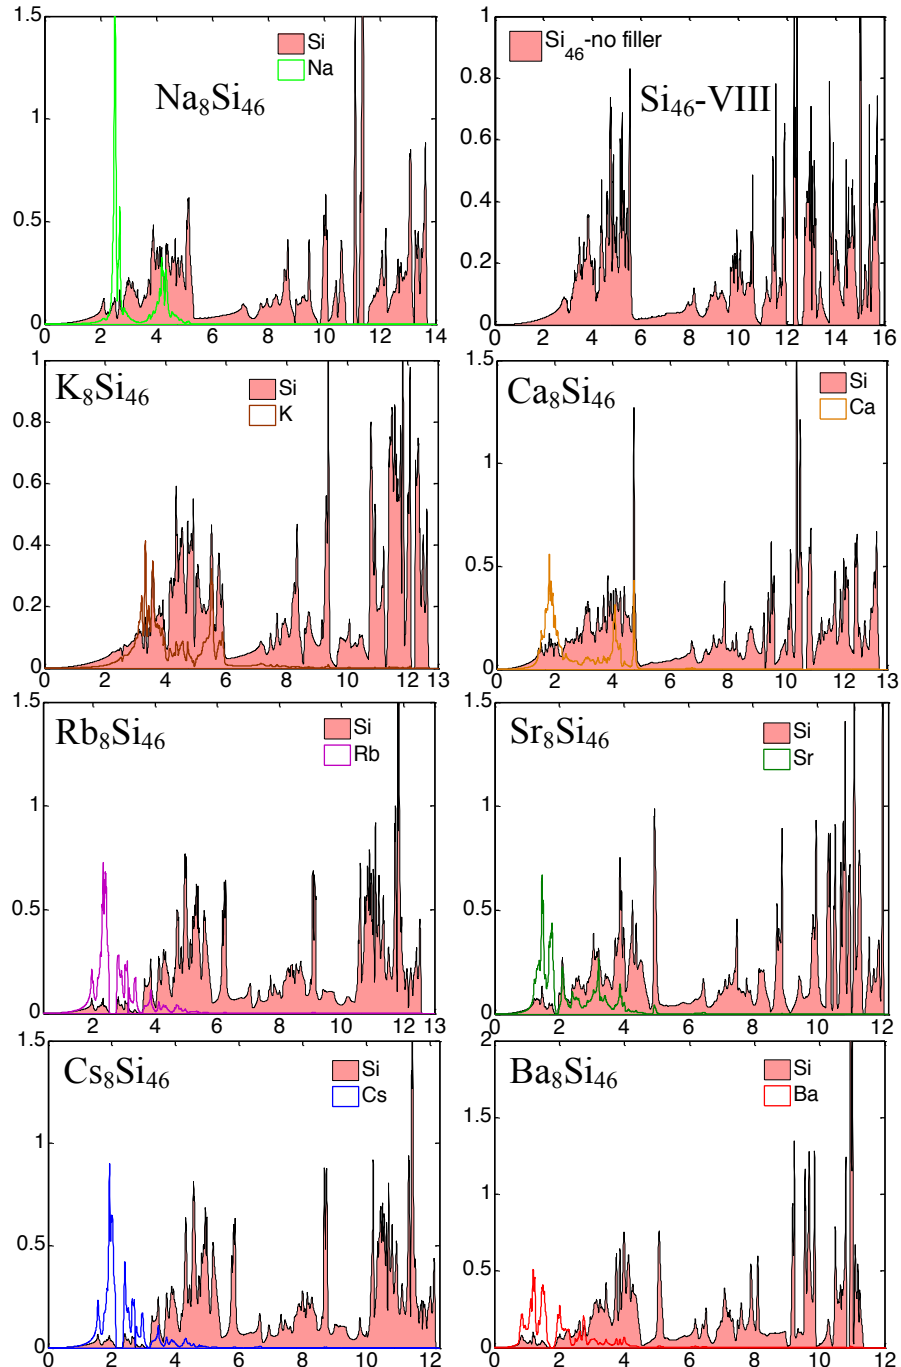 1.5
1
0.5
0
Si
Na
Na8Si46
0 2 4 6 8 10 12 14
1
0.8
0.6
0.4
0.2
0
Si46-no filler
Si46-VIII
0 2 4 6 8 10 12 14 16
1
0.8
0.6
0.4
0.2
0
K8Si46
Si
K
0 2 4 6 8 10 12 13
1.5
1
0.5
0
Ca8Si46
Si
Ca
0 2 4 6 8 10 12 13
1.5
1
0.5
0
Rb8Si46
Si
Rb
2 4 6 8 10 12 13
1.5
1
0.5
0
Sr8Si46
Si
Sr
0 2 4 6 8 10 12
1.5
1
0.5
0
Cs8Si46
Si
Cs
0 2 4 6 8 10 12
2
1.5
1
0.5
0
Ba8Si46
Si
Ba
0 2 4 6 8 10 12